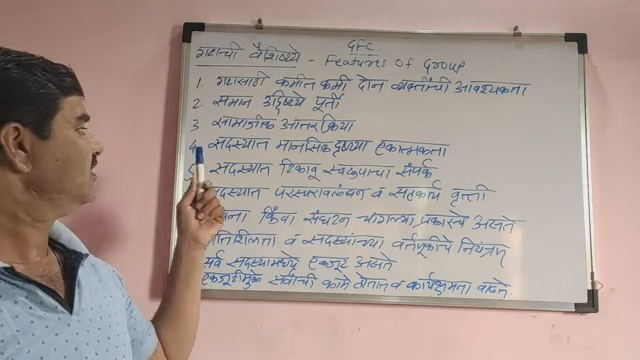 GFC
गटाची वैशिष्ट्ये - Features Of Group
1. गटासाठी कमीत कमी दोन व्यक्तींची आवश्यकता
2. समान उद्दिष्टे पूर्ती
3 सामाजीक आंतरक्रिया
4 सदस्यात मानसिकदृष्ट्या एकात्मकता
5 सदस्यात टिकावू स्वरूपाचा संपर्क
सदस्यात परस्परावलंबन व सहकार्य वृत्ती
किंवा संघटन चांगल्या प्रकारचे असते
गतिशीलता व सदस्यांच्या वर्तणूकीचे नियंत्रण
सर्व सदस्यामध्ये एकजूट असते
एकजूटीमुळे सर्वांची कामे होतात व कार्यक्षमता वाढते.